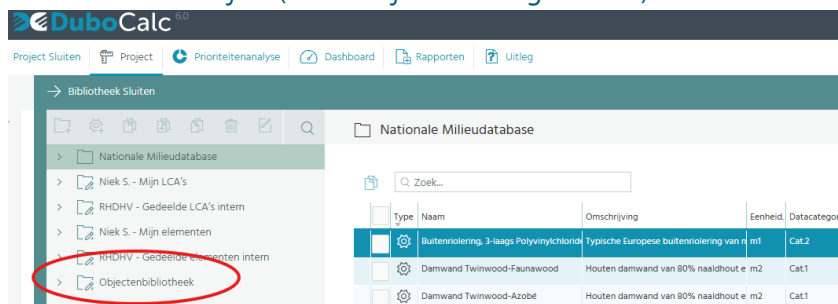 DuboCalc 6.0
Project Sluiten Project Prioriteitenanalyse Dashboard Rapporten Uitleg
Bibliotheek Sluiten
Nationale Milieudatabase
Nationale Milieudatabase
Niek S. - Mijn LCA's
RHDHV - Gedeelde LCA's intern
Niek S. - Mijn elementen
RHDHV - Gedeelde elementen intern
Objectenbibliotheek
Zoek...
Type Naam Omschrijving Eenheid. Datacategor
Buitenriolering, 3-laags Polyvinylchloride Typische Europese buitenriolering van n m1 Cat.2
Damwand Twinwood-Faunawood Houten damwand van 80% naaldhout e m2 Cat.1
Damwand Twinwood-Azobé Houten damwand van 80% naaldhout e m2 Cat.1